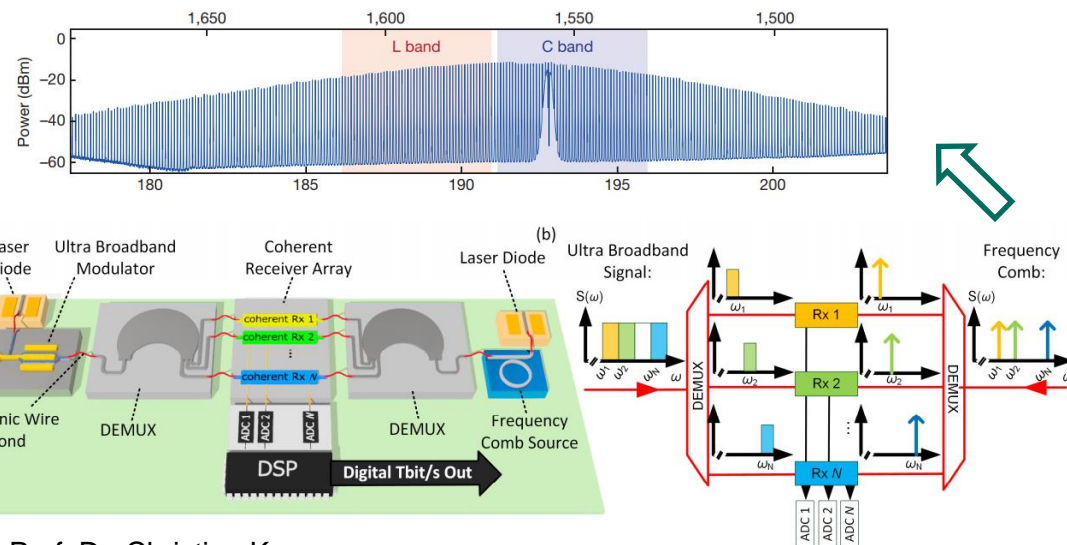 1,650 1,600 1,550 1,500
L band C band
Power (dBm)
0
−20
−40
−60
180 185 190 195 200
Ultra Broadband
Modulator
Coherent
Receiver Array
Laser Diode
coherent Rx 1
coherent Rx 2
⋮
coherent Rx N
DEMUX
DEMUX
Frequency
Comb Source
ADC 1
ADC 2
ADC N
DSP
Digital Tbit/s Out
(b)
Ultra Broadband
Signal:
S(ω)
ω1 ω2 ωN ω
DEMUX
ω1
ω2
ωN
Rx 1
Rx 2
Rx N
ω1
ω2
⋮
ωN
ADC 1
ADC 2
ADC N
DEMUX
Frequency
Comb:
S(ω)
ω1 ω2 ωN